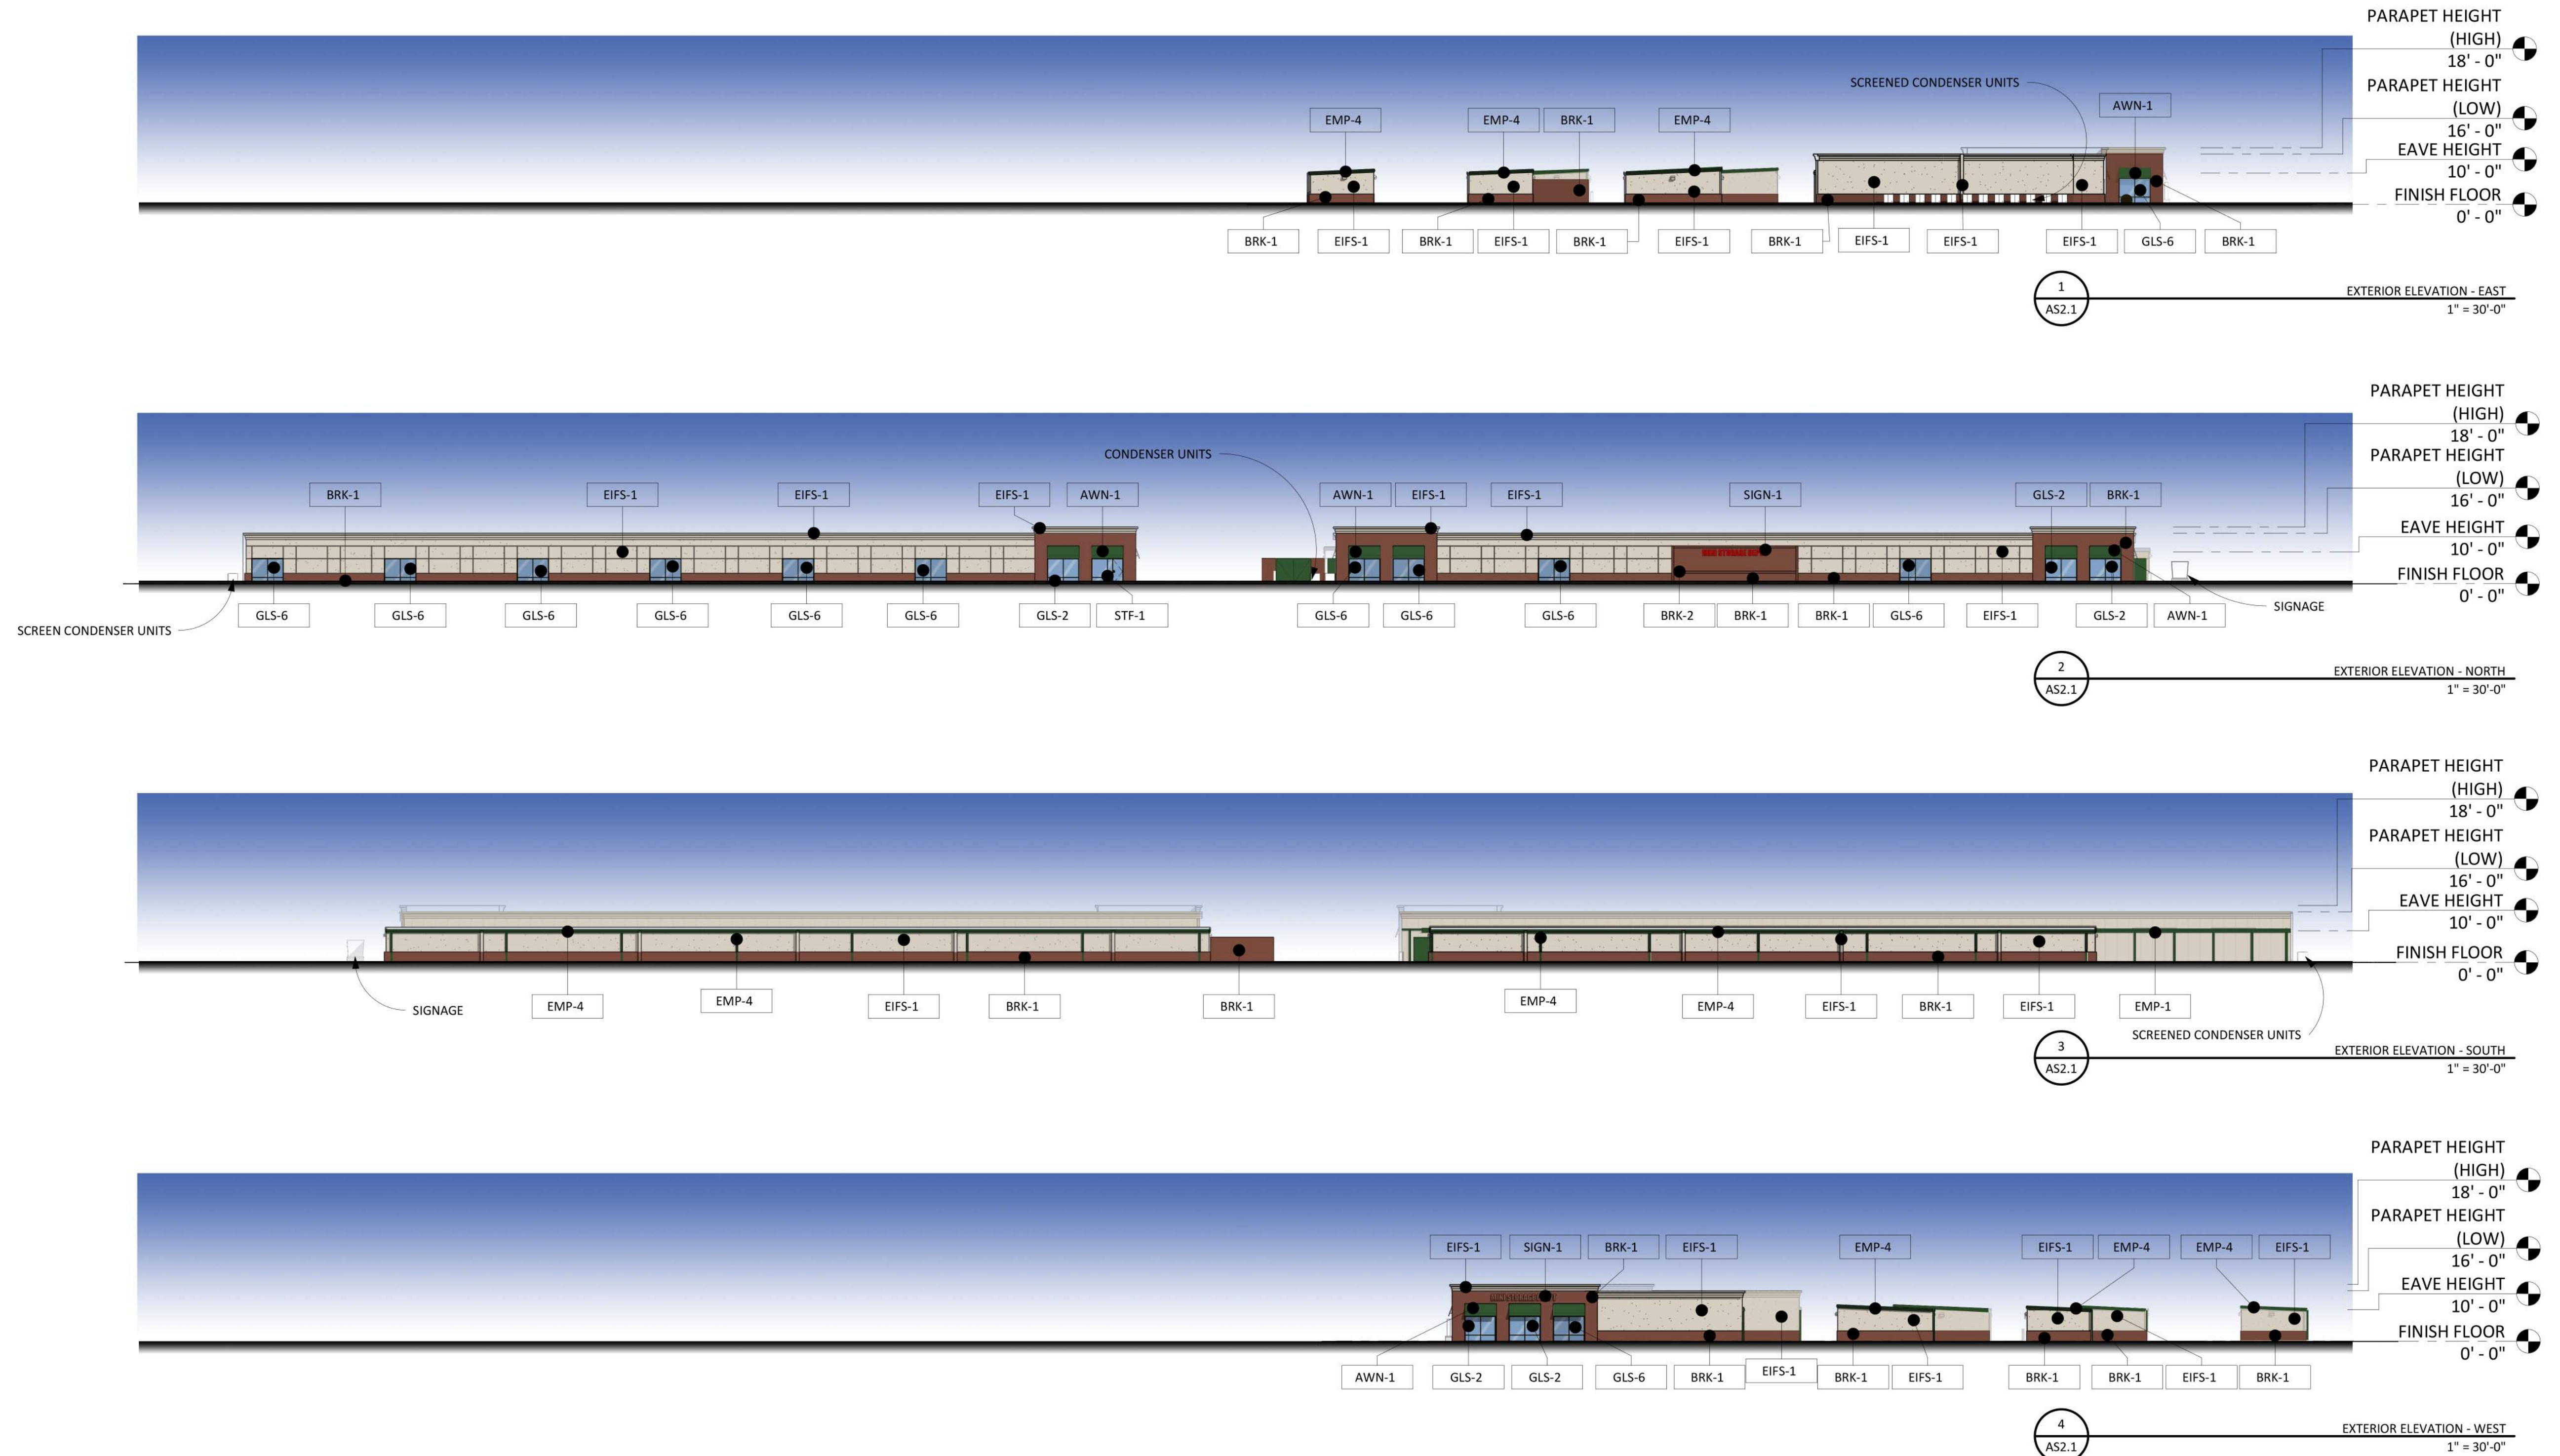 PARAPET HEIGHT
(HIGH)
18' - 0"
SCREENED CONDENSER UNITS
PARAPET HEIGHT
(LOW)
16' - 0"
AWN-1
EMP-4
EMP-4
BRK-1
EMP-4
EAVE HEIGHT
10' - 0"
FINISH FLOOR
0' - 0"
BRK-1
EIFS-1
BRK-1
EIFS-1
BRK-1
EIFS-1
BRK-1
EIFS-1
EIFS-1
EIFS-1
GLS-6
BRK-1
1
AS2.1
EXTERIOR ELEVATION - EAST
1" = 30'-0"
PARAPET HEIGHT
(HIGH)
18' - 0"
CONDENSER UNITS
PARAPET HEIGHT
(LOW)
16' - 0"
BRK-1
EIFS-1
EIFS-1
EIFS-1
AWN-1
AWN-1
EIFS-1
EIFS-1
SIGN-1
GLS-2
BRK-1
EAVE HEIGHT
10' - 0"
FINISH FLOOR
0' - 0"
GLS-6
GLS-6
GLS-6
GLS-6
GLS-6
GLS-6
GLS-2
STF-1
GLS-6
GLS-6
GLS-6
BRK-2
BRK-1
BRK-1
GLS-6
EIFS-1
GLS-2
AWN-1
SIGNAGE
SCREEN CONDENSER UNITS
2
AS2.1
EXTERIOR ELEVATION - NORTH
1" = 30'-0"
PARAPET HEIGHT
(HIGH)
18' - 0"
PARAPET HEIGHT
(LOW)
16' - 0"
EAVE HEIGHT
10' - 0"
FINISH FLOOR
0' - 0"
SIGNAGE
EMP-4
EMP-4
EIFS-1
BRK-1
BRK-1
EMP-4
EMP-4
EIFS-1
BRK-1
EIFS-1
EMP-1
SCREENED CONDENSER UNITS
3
AS2.1
EXTERIOR ELEVATION - SOUTH
1" = 30'-0"
PARAPET HEIGHT
(HIGH)
18' - 0"
PARAPET HEIGHT
(LOW)
16' - 0"
EIFS-1
SIGN-1
BRK-1
EIFS-1
EMP-4
EIFS-1
EMP-4
EMP-4
EIFS-1
EAVE HEIGHT
10' - 0"
FINISH FLOOR
0' - 0"
AWN-1
GLS-2
GLS-2
GLS-6
BRK-1
EIFS-1
BRK-1
EIFS-1
BRK-1
BRK-1
EIFS-1
BRK-1
4
AS2.1
EXTERIOR ELEVATION - WEST
1" = 30'-0"